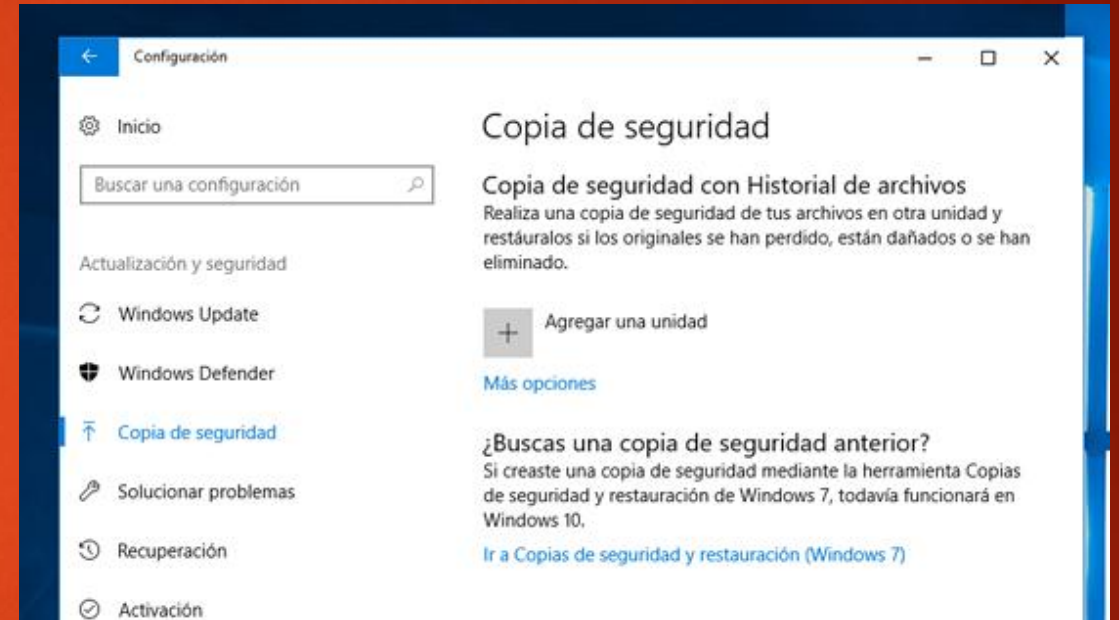 Configuración
Inicio
Buscar una configuración
Actualización y seguridad
Windows Update
Windows Defender
Copia de seguridad
Solucionar problemas
Recuperación
Activación
Copia de seguridad
Copia de seguridad con Historial de archivos
Realiza una copia de seguridad de tus archivos en otra unidad y
restáuralos si los originales se han perdido, están dañados o se han
eliminado.
Agregar una unidad
Más opciones
¿Buscas una copia de seguridad anterior?
Si creaste una copia de seguridad mediante la herramienta Copias
de seguridad y restauración de Windows 7, todavía funcionará en
Windows 10.
Ir a Copias de seguridad y restauración (Windows 7)